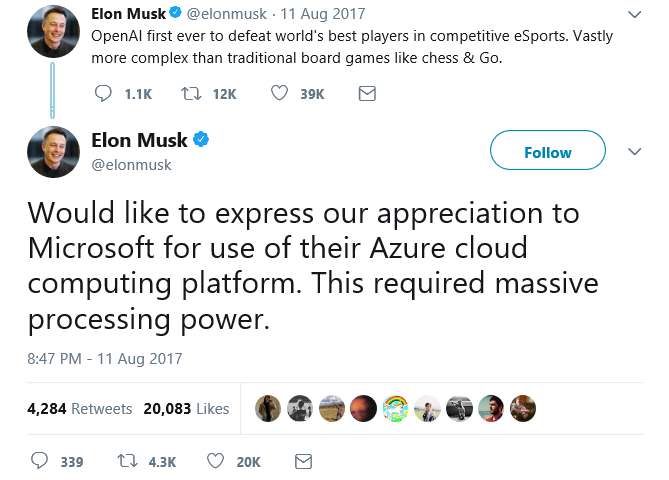 Elon Musk @elonmusk · 11 Aug 2017
OpenAI first ever to defeat world's best players in competitive eSports. Vastly
more complex than traditional board games like chess & Go.
1.1K 12K 39K
Elon Musk
@elonmusk
Follow
Would like to express our appreciation to
Microsoft for use of their Azure cloud
computing platform. This required massive
processing power.
8:47 PM - 11 Aug 2017
4,284 Retweets 20,083 Likes
339 4.3K 20K